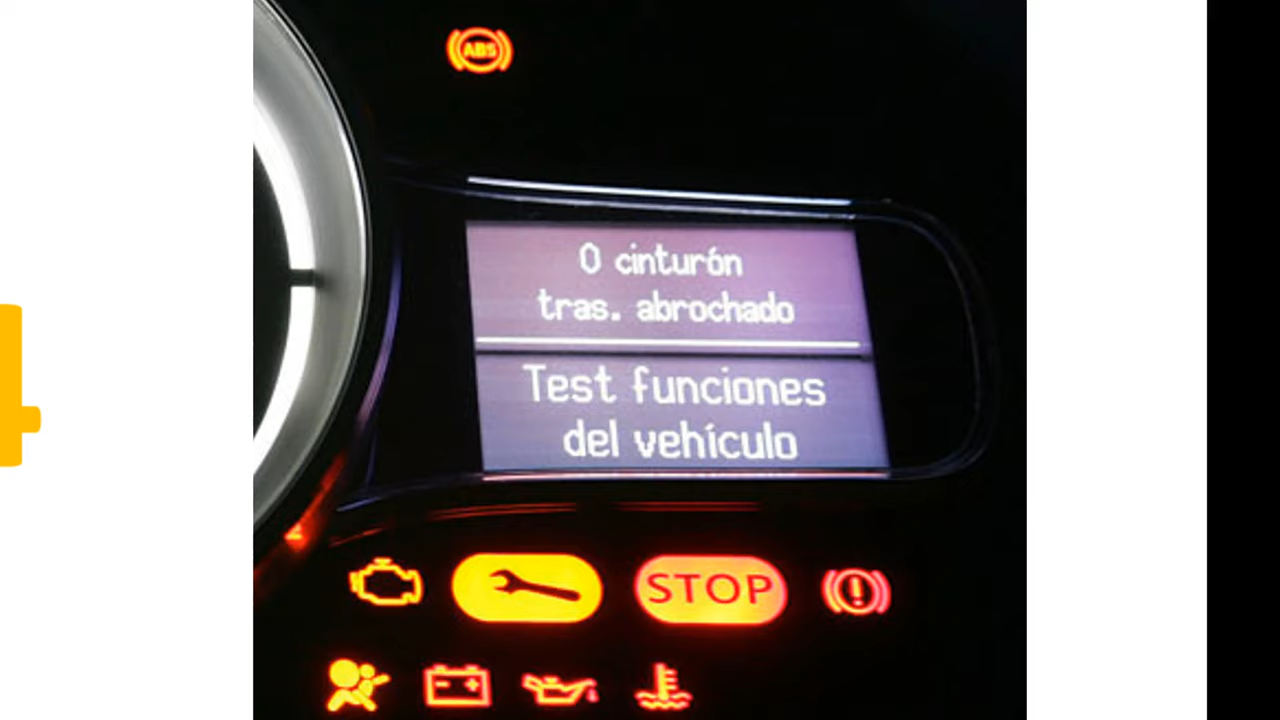 ABS
0 cinturón
tras. abrochado
Test funciones
del vehículo
STOP